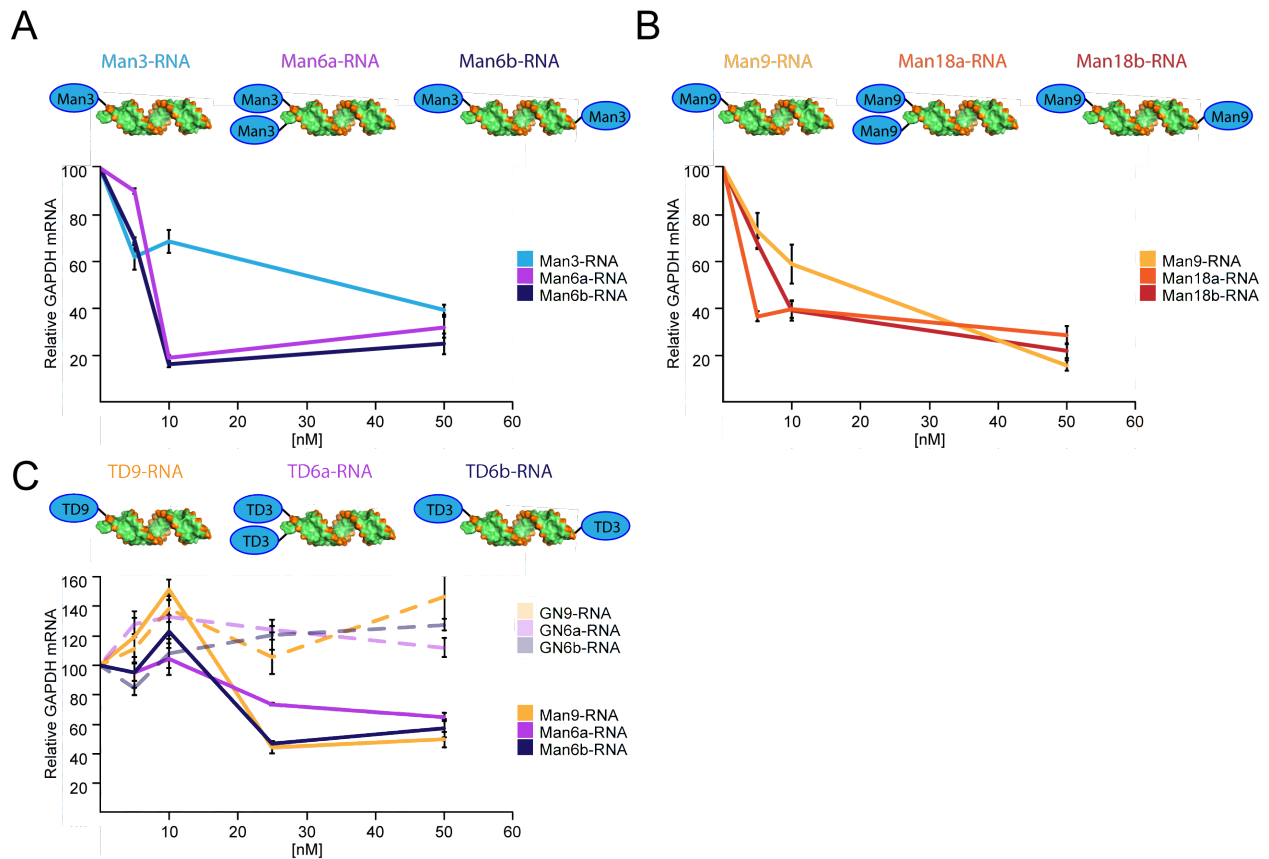 A
Man3-RNA Man6a-RNA Man6b-RNA
Man3 Man3 Man3 Man3 Man3
Relative GAPDH mRNA
100
80
60
40
20
10 20 30 40 50 60
[nM]
Man3-RNA
Man6a-RNA
Man6b-RNA
B
Man9-RNA Man18a-RNA Man18b-RNA
Man9 Man9 Man9 Man9 Man9
Relative GAPDH mRNA
100
80
60
40
20
10 20 30 40 50 60
[nM]
Man9-RNA
Man18a-RNA
Man18b-RNA
C
TD9-RNA TD6a-RNA TD6b-RNA
TD9 TD3 TD3 TD3 TD3
Relative GAPDH mRNA
160
140
120
100
80
60
40
20
10 20 30 40 50 60
[nM]
GN9-RNA
GN6a-RNA
GN6b-RNA
Man9-RNA
Man6a-RNA
Man6b-RNA